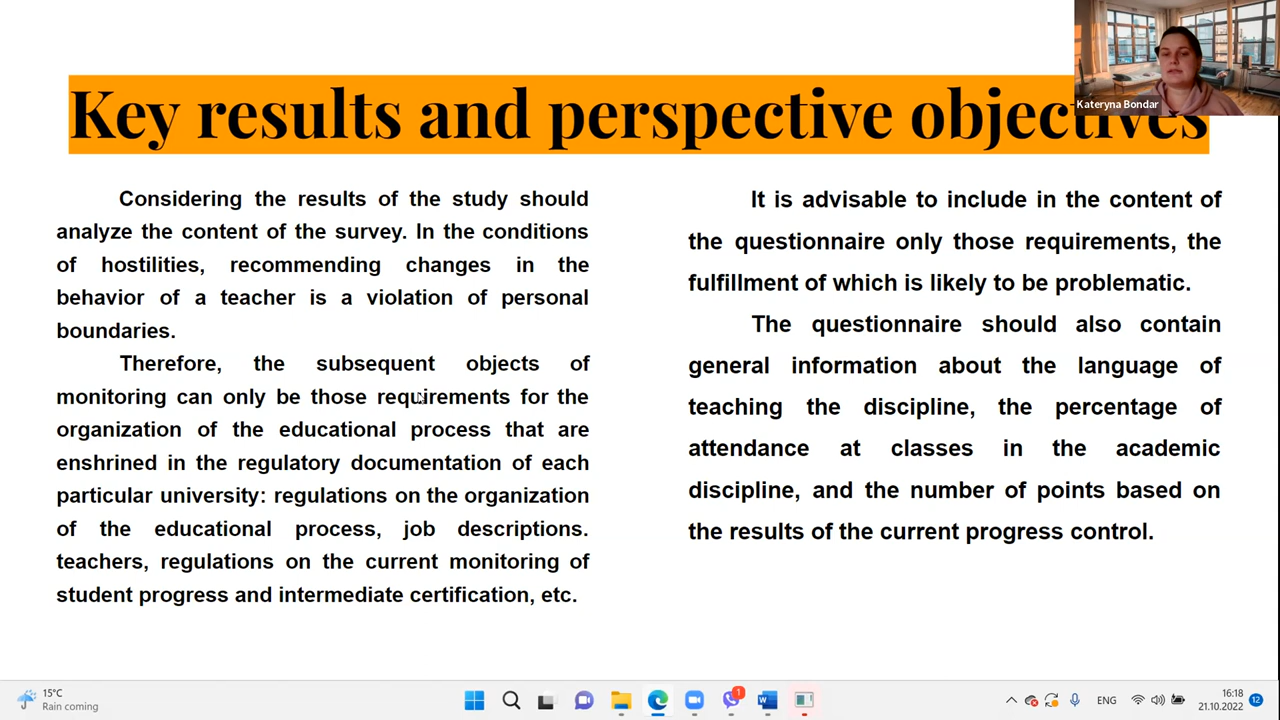 Key results and perspective objectives
Kateryna Bondar
Considering the results of the study should
analyze the content of the survey. In the conditions
of hostilities, recommending changes in the
behavior of a teacher is a violation of personal
boundaries.
Therefore, the subsequent objects of
monitoring can only be those requirements for the
organization of the educational process that are
enshrined in the regulatory documentation of each
particular university: regulations on the organization
of the educational process, job descriptions.
teachers, regulations on the current monitoring of
student progress and intermediate certification, etc.
It is advisable to include in the content of
the questionnaire only those requirements, the
fulfillment of which is likely to be problematic.
The questionnaire should also contain
general information about the language of
teaching the discipline, the percentage of
attendance at classes in the academic
discipline, and the number of points based on
the results of the current progress control.
15°C
Rain coming
1
ENG
16:18
21.10.2022
12